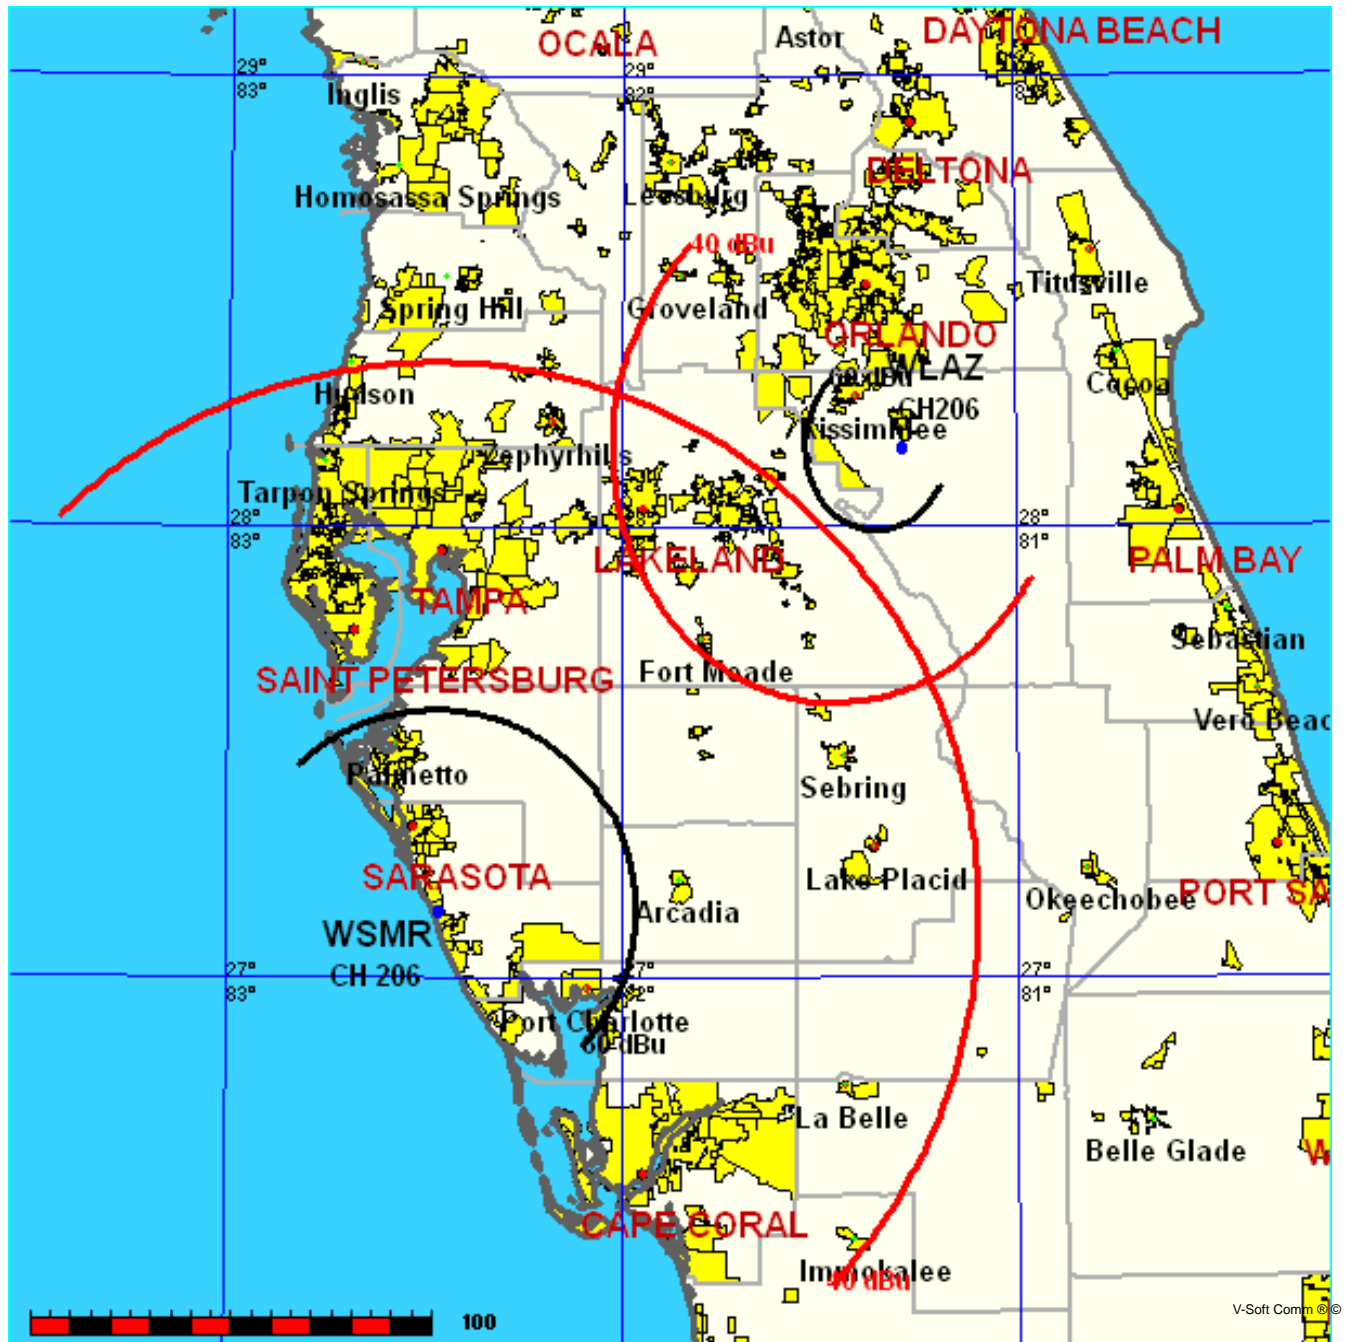 DAYTONA BEACH
OCALA
Astor
29°
83°
29°
82°
Inglis
DELTONA
Homosassa Springs
Leesburg
40 dBu
Titusville
Spring Hill
Groveland
ORLANDO
WLAZ
60 dBu
Cocoa
Hudson
CH206
Kissimmee
Zephyrhills
Tarpon Springs
28°
83°
28°
81°
LAKELAND
PALM BAY
TAMPA
Sebastian
Fort Meade
SAINT PETERSBURG
Vero Beac
Palmetto
Sebring
SARASOTA
Lake Placid
Okeechobee
PORT SA
Arcadia
WSMR
CH 206
27°
83°
27°
82°
27°
81°
Port Charlotte
60 dBu
La Belle
Belle Glade
W
CAPE CORAL
Immokalee
40 dBu
V-Soft Comm ® ©
100